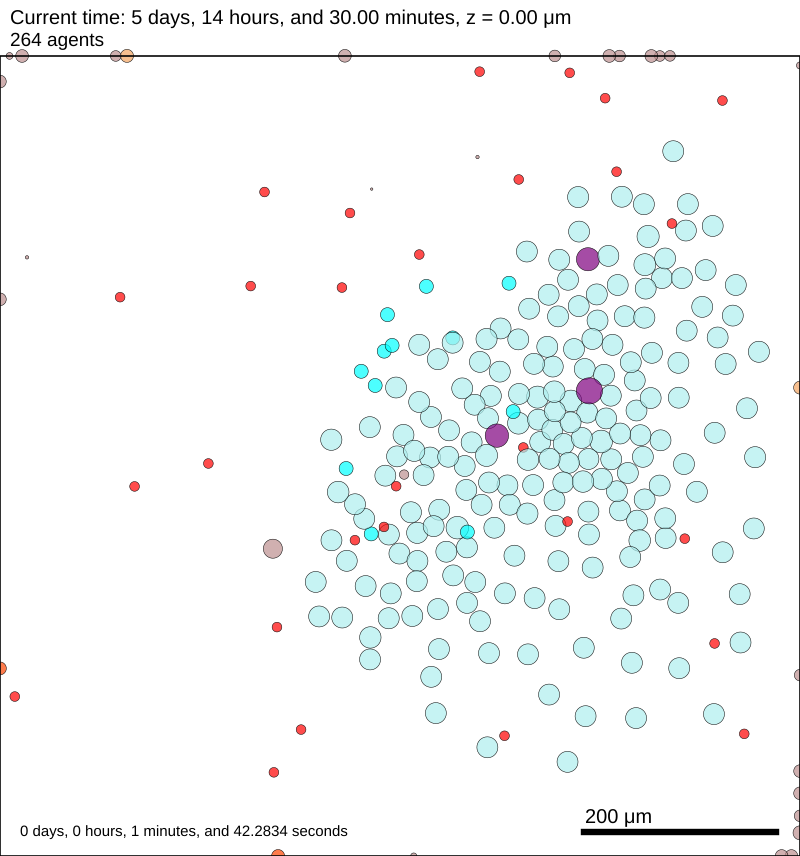 Current time: 5 days, 14 hours, and 30.00 minutes, z = 0.00 μm
264 agents
200 μm
0 days, 0 hours, 1 minutes, and 42.2834 seconds